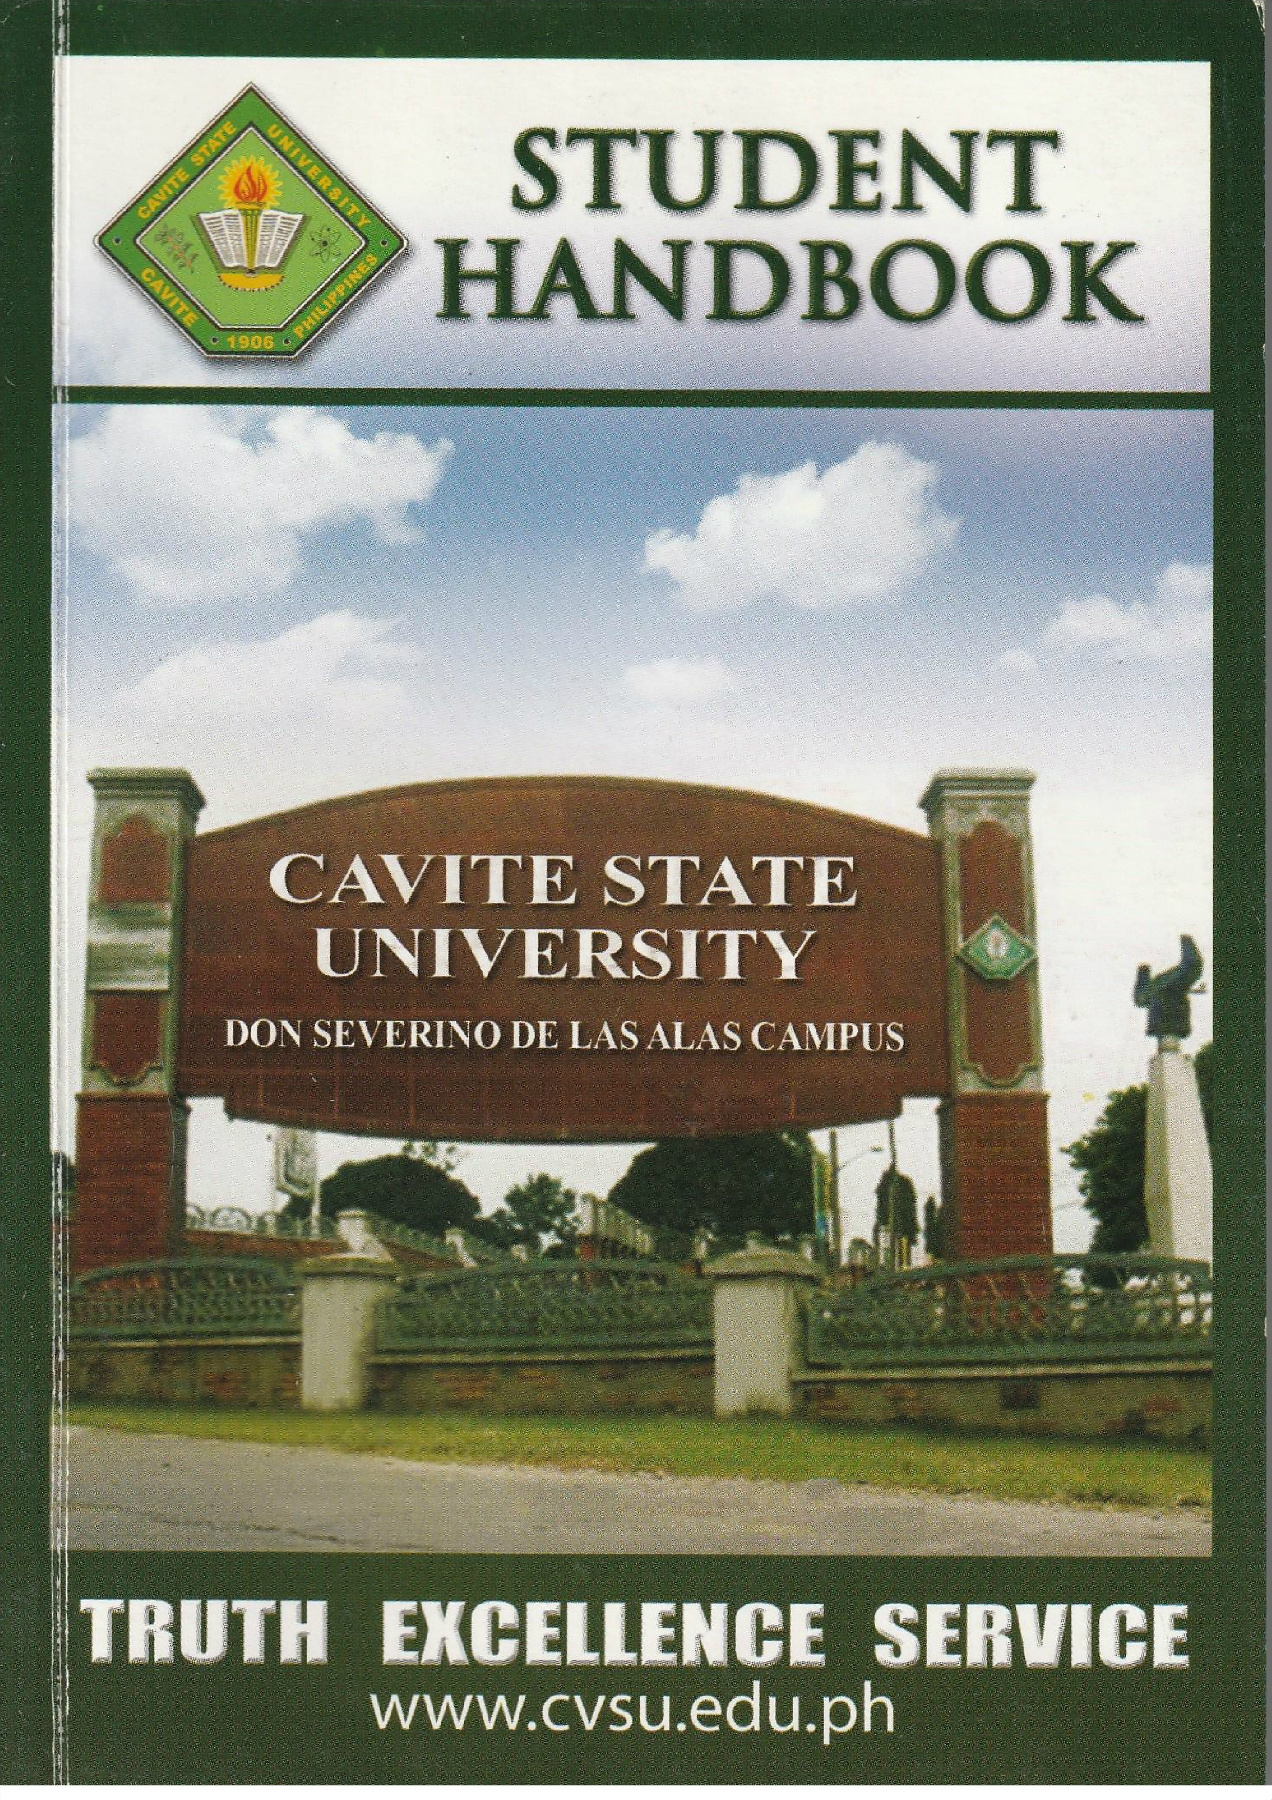 CAVITE STATE UNIVERSITY
CAVITE PHILIPPINES
1906
STUDENT
HANDBOOK
CAVITE STATE
UNIVERSITY
DON SEVERINO DE LAS ALAS CAMPUS
TRUTH EXCELLENCE SERVICE
www.cvsu.edu.ph